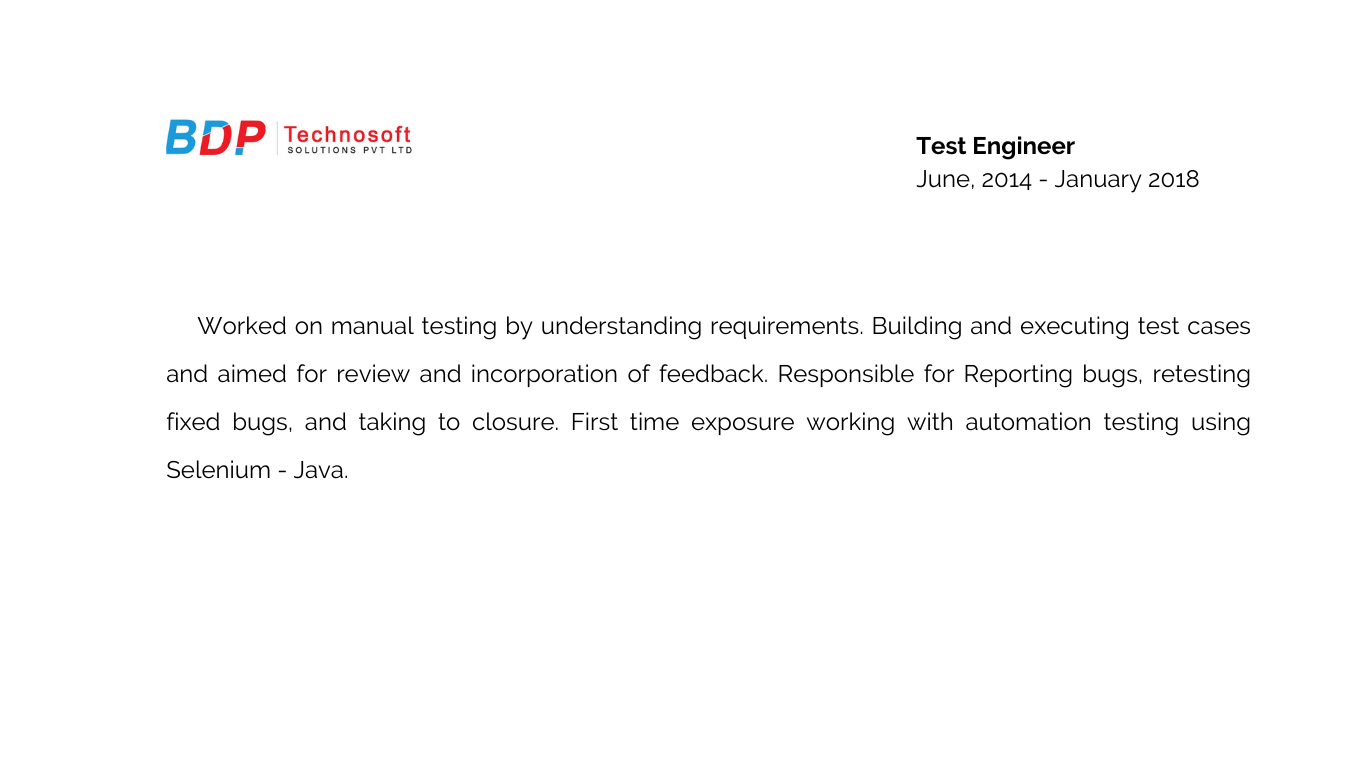 BDP Technosoft
SOLUTIONS PVT LTD
Test Engineer
June, 2014 - January 2018
Worked on manual testing by understanding requirements. Building and executing test cases
and aimed for review and incorporation of feedback. Responsible for Reporting bugs, retesting
fixed bugs, and taking to closure. First time exposure working with automation testing using
Selenium - Java.